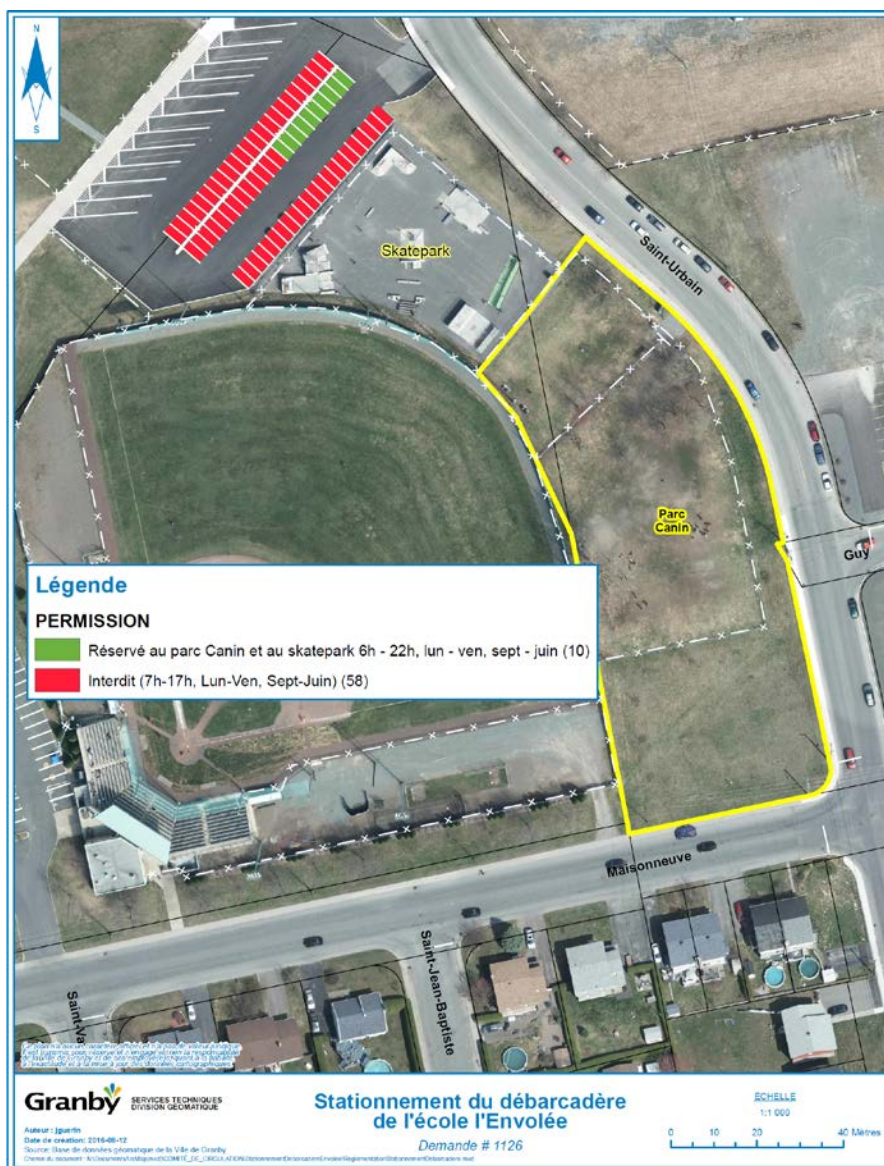 N
S
Skatepark
Saint-Urbain
Parc
Canin
Guy
Légende
PERMISSION
Réservé au parc Canin et au skatepark 6h - 22h, lun - ven, sept - juin (10)
Interdit (7h-17h, Lun-Ven, Sept-Juin) (58)
Maisonneuve
Saint-Jean-Baptiste
Saint-Va
Granby
SERVICES TECHNIQUES
DIVISION GÉOMATIQUE
Auteur : jguerin
Date de création: 2016-08-12
Source: Base de données géomatique de la Ville de Granby
Stationnement du débarcadère
de l'école l'Envolée
Demande # 1126
ÉCHELLE
1:1 000
0 10 20 40 Mètres